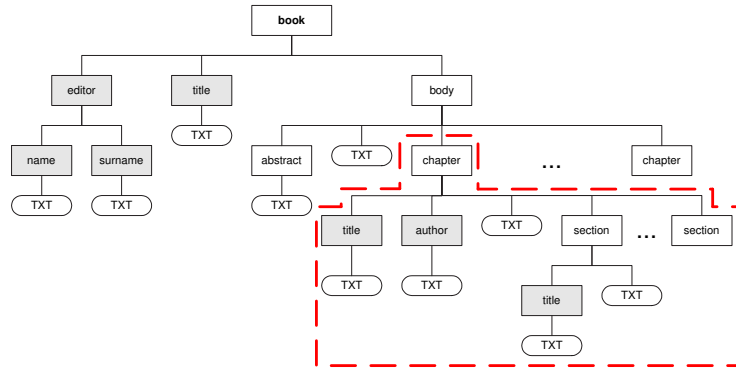 book
editor title body
TXT
name surname abstract TXT chapter ... chapter
TXT TXT TXT
title author TXT section ... section
TXT TXT title TXT
TXT